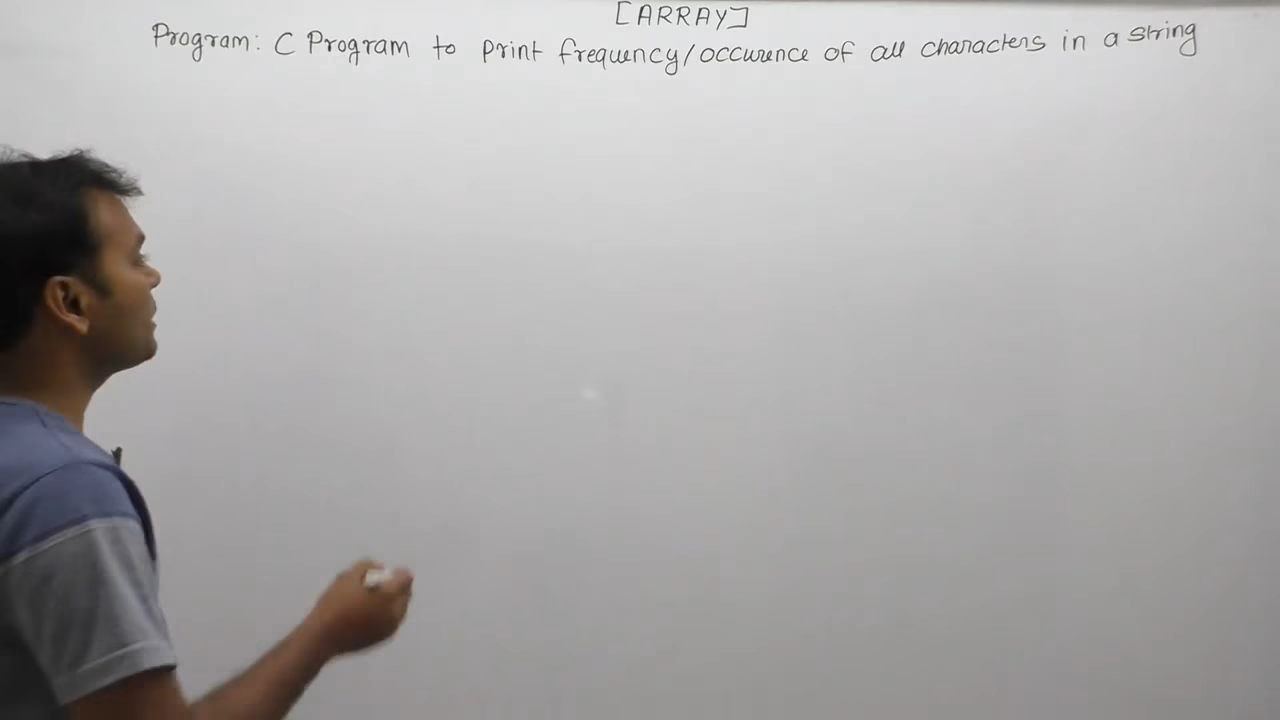 [ARRAY]
Program: C Program to print frequency/occurence of all characters in a string